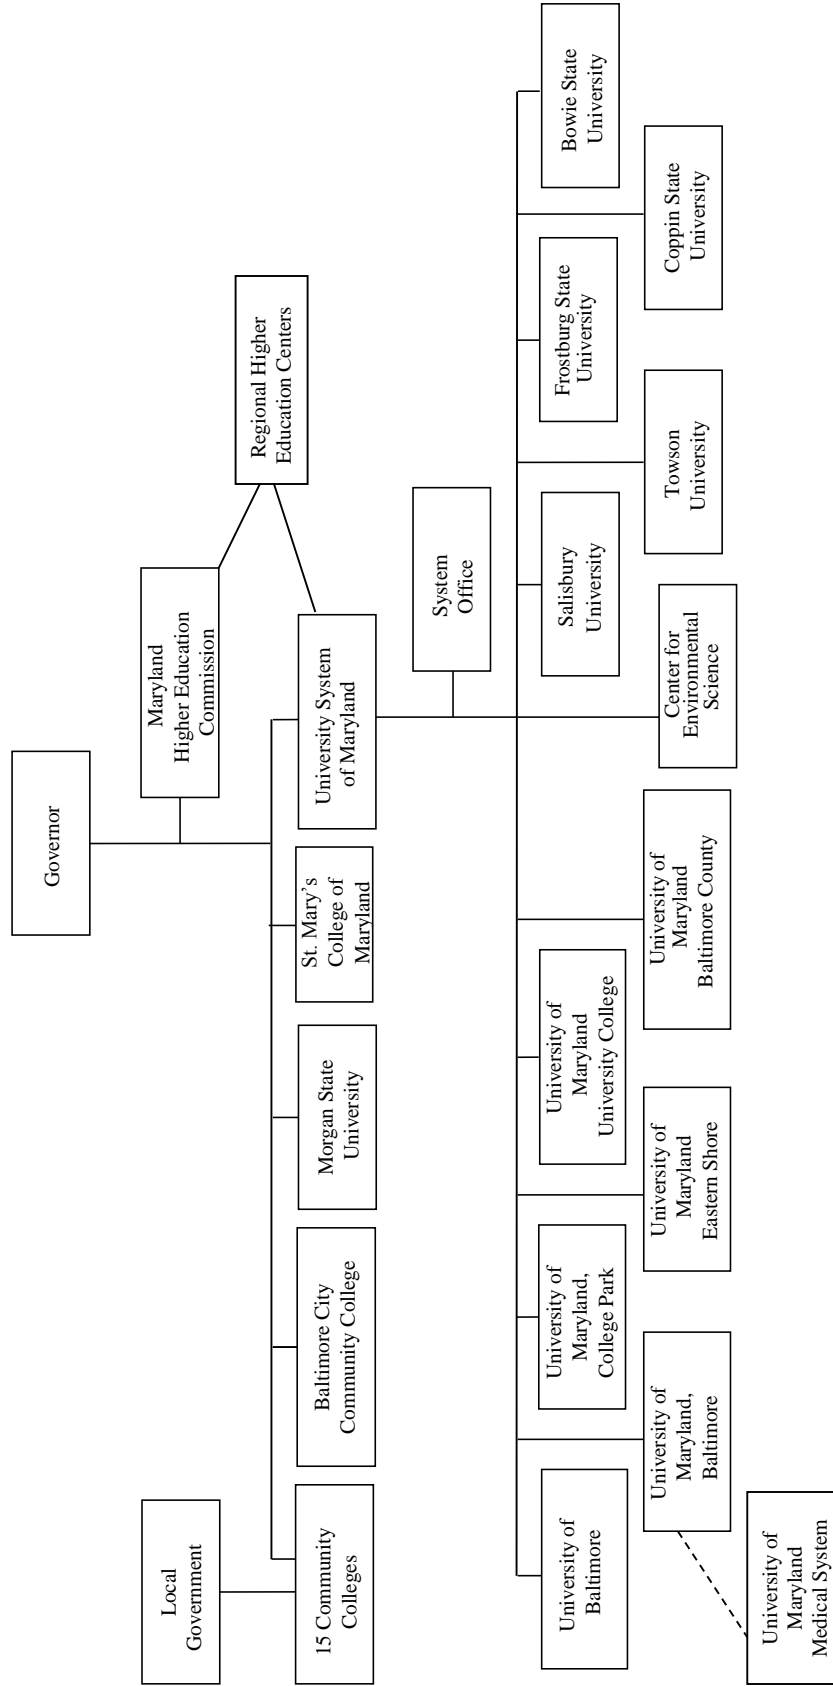 Governor
Maryland
Higher Education
Commission
Local
Government
Regional Higher
Education Centers
15 Community
Colleges
Baltimore City
Community College
Morgan State
University
St. Mary’s
College of
Maryland
University System
of Maryland
System
Office
University of
Baltimore
University of
Maryland,
College Park
University of
Maryland
University College
Salisbury
University
Frostburg State
University
Bowie State
University
University of
Maryland,
Baltimore
University of
Maryland
Eastern Shore
University of
Maryland
Baltimore County
Center for
Environmental
Science
Towson
University
Coppin State
University
University of
Maryland
Medical System